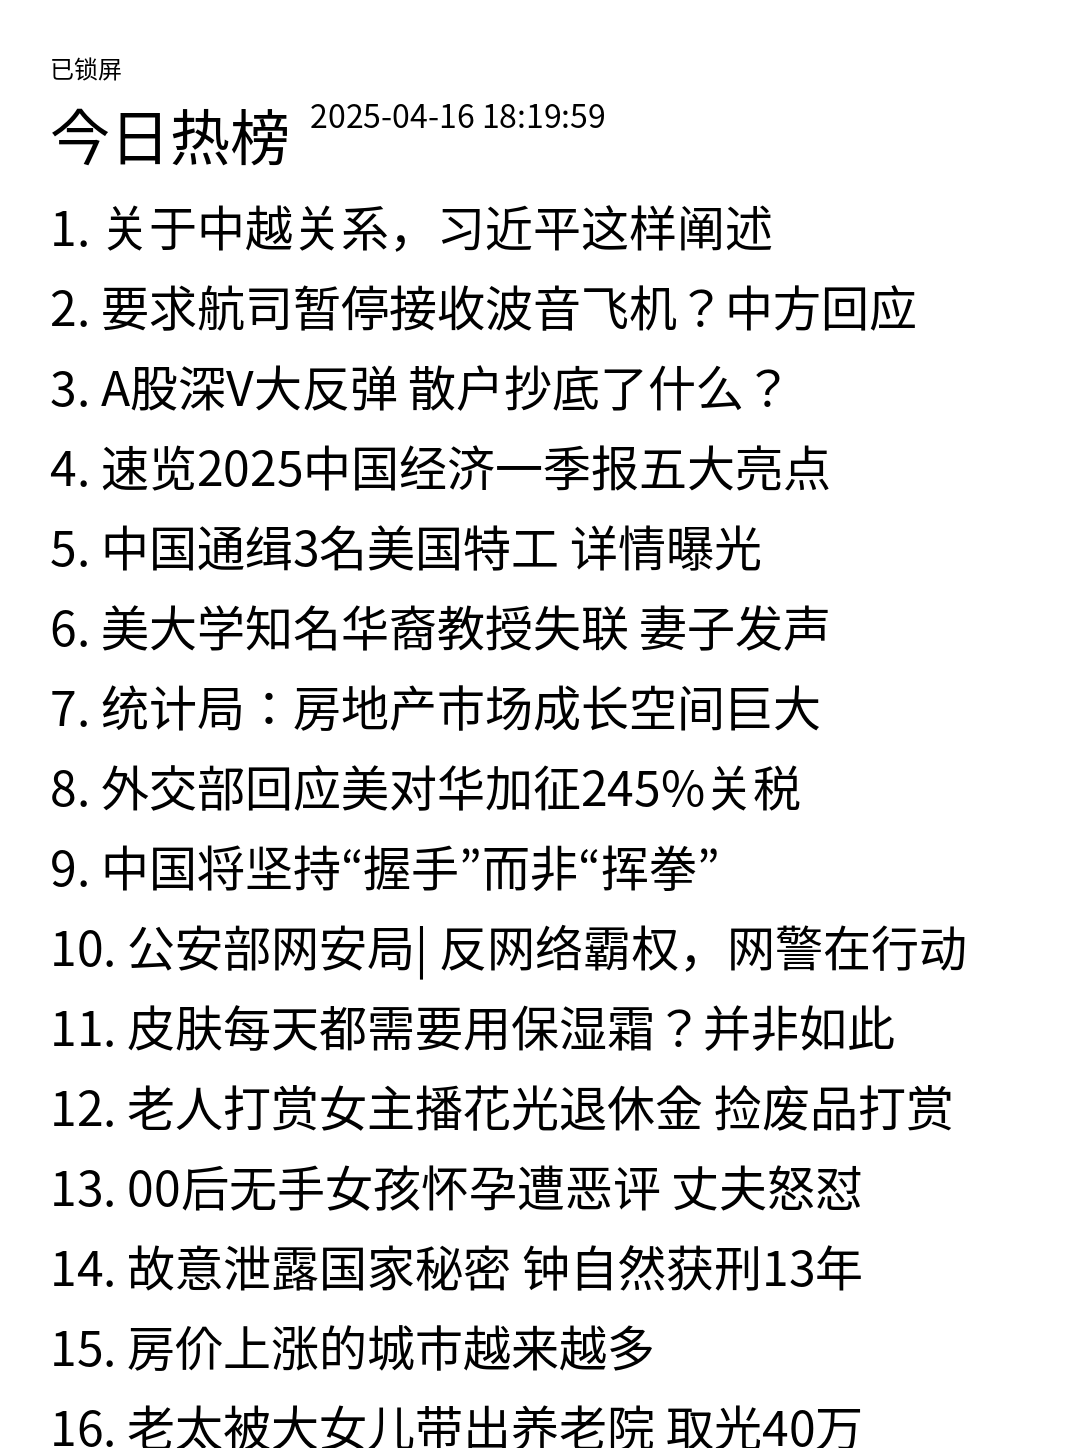 已锁屏
今日热榜 2025-04-16 18:19:59
1. 关于中越关系，习近平这样阐述
2. 要求航司暂停接收波音飞机？中方回应
3. A股深V大反弹 散户抄底了什么？
4. 速览2025中国经济一季报五大亮点
5. 中国通缉3名美国特工 详情曝光
6. 美大学知名华裔教授失联 妻子发声
7. 统计局：房地产市场成长空间巨大
8. 外交部回应美对华加征245%关税
9. 中国将坚持“握手”而非“挥拳”
10. 公安部网安局| 反网络霸权，网警在行动
11. 皮肤每天都需要用保湿霜？并非如此
12. 老人打赏女主播花光退休金 捡废品打赏
13. 00后无手女孩怀孕遭恶评 丈夫怒怼
14. 故意泄露国家秘密 钟自然获刑13年
15. 房价上涨的城市越来越多
16. 老太被大女儿带出养老院 取光40万